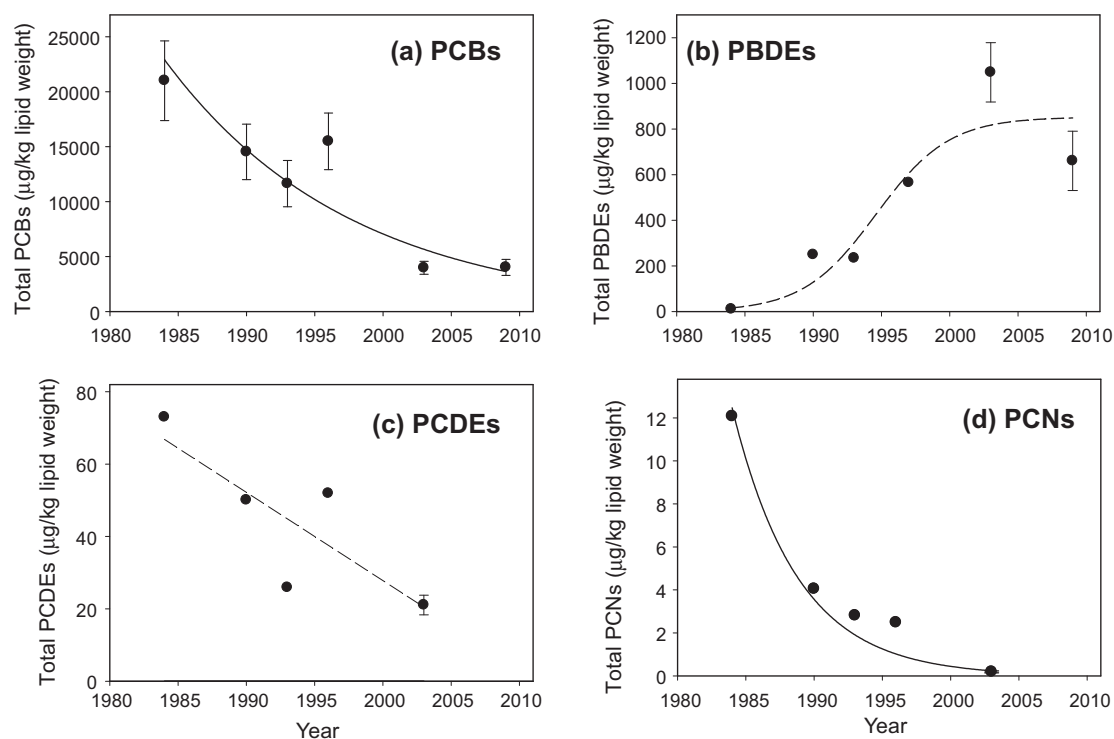 (a) PCBs
Total PCBs (µg/kg lipid weight)
25000
20000
15000
10000
5000
0
1980 1985 1990 1995 2000 2005 2010
(b) PBDEs
Total PBDEs (µg/kg lipid weight)
1200
1000
800
600
400
200
0
1980 1985 1990 1995 2000 2005 2010
(c) PCDEs
Total PCDEs (µg/kg lipid weight)
80
60
40
20
0
1980 1985 1990 1995 2000 2005 2010
Year
(d) PCNs
Total PCNs (µg/kg lipid weight)
12
10
8
6
4
2
0
1980 1985 1990 1995 2000 2005 2010
Year